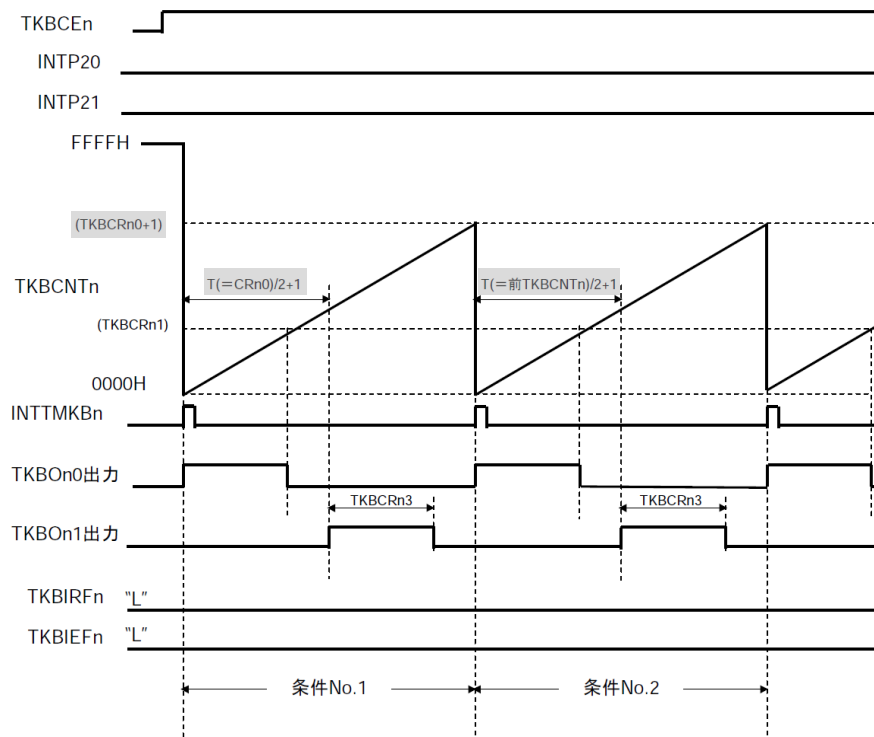 TKBCEn
INTP20
INTP21
FFFFH
(TKBCRn0+1)
T(＝CRn0)/2+1
T(＝前TKBCNTn)/2+1
TKBCNTn
(TKBCRn1)
0000H
INTTMKBn
TKBOn0出力
TKBCRn3
TKBCRn3
TKBOn1出力
TKBIRFn "L"
TKBIEFn "L"
条件No.1
条件No.2